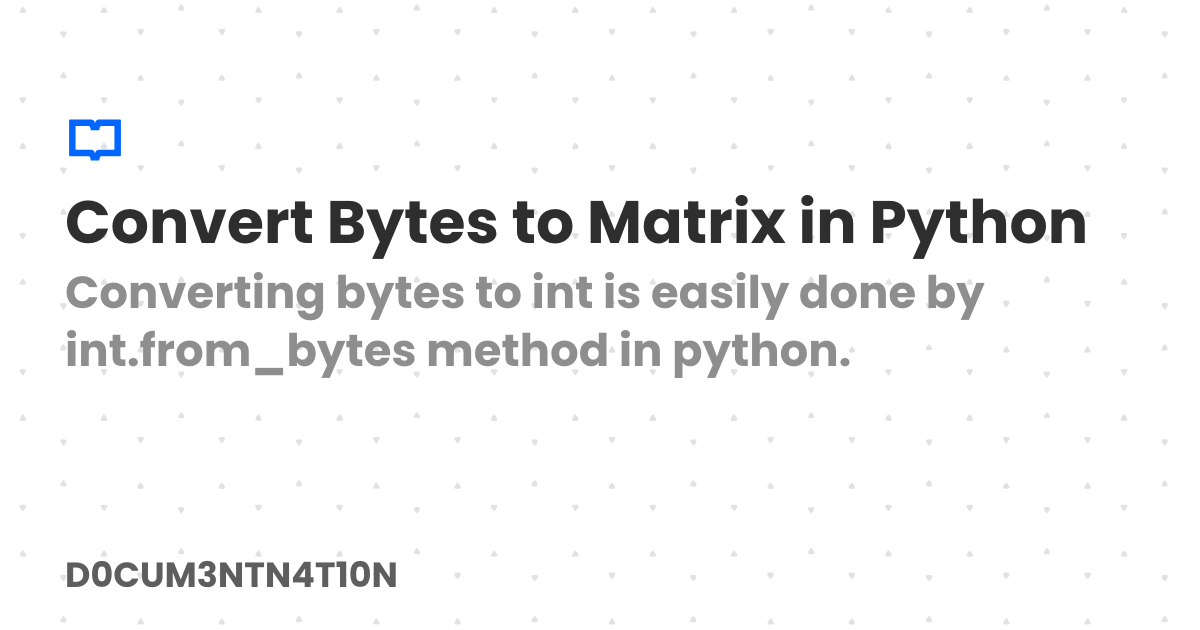 Convert Bytes to Matrix in Python
Converting bytes to int is easily done by
int.from_bytes method in python.
D0CUM3NTN4T10N